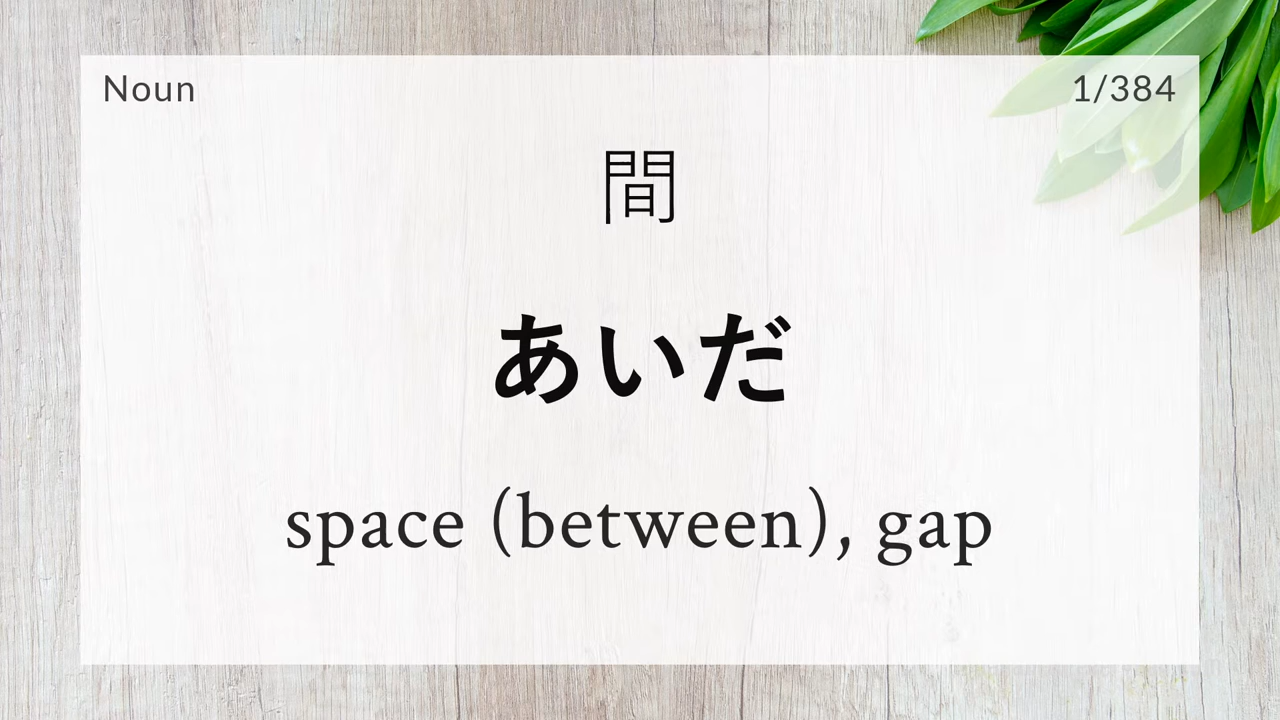 Noun
1/384
間
あいだ
space (between), gap